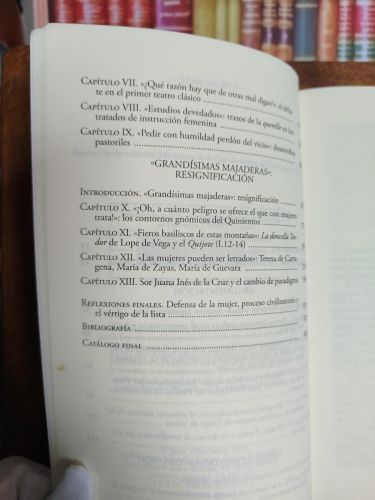 CAPÍTULO VII. «¿Qué razón hay que de otras mal digáis?: el deba-
te en el primer teatro clásico
CAPÍTULO VIII. «Estudios devedados»: trazos de la querelle en los
tratados de instrucción femenina
CAPÍTULO IX. «Pedir con humildad perdón del vicio»: desarrollos
pastoriles
«GRANDÍSIMAS MAJADERAS»:
RESIGNIFICACIÓN
INTRODUCCIÓN. «Grandísimas majaderas»: resignificación
CAPÍTULO X. «¡Oh, a cuánto peligro se ofrece el que con mujeres
trata!»: los contornos gnómicos del Quinientos
CAPÍTULO XI. «Fieros basiliscos de estas montañas»: La doncella Teo-
dor de Lope de Vega y el Quijote (I.12-14)
CAPÍTULO XII. «Las mujeres pueden ser letrados»: Teresa de Carta-
gena, María de Zayas, María de Guevara
CAPÍTULO XIII. Sor Juana Inés de la Cruz y el cambio de paradigma
REFLEXIONES FINALES. Defensa de la mujer, proceso civilizatorio y
el vértigo de la lista
BIBLIOGRAFÍA
CATÁLOGO FINAL